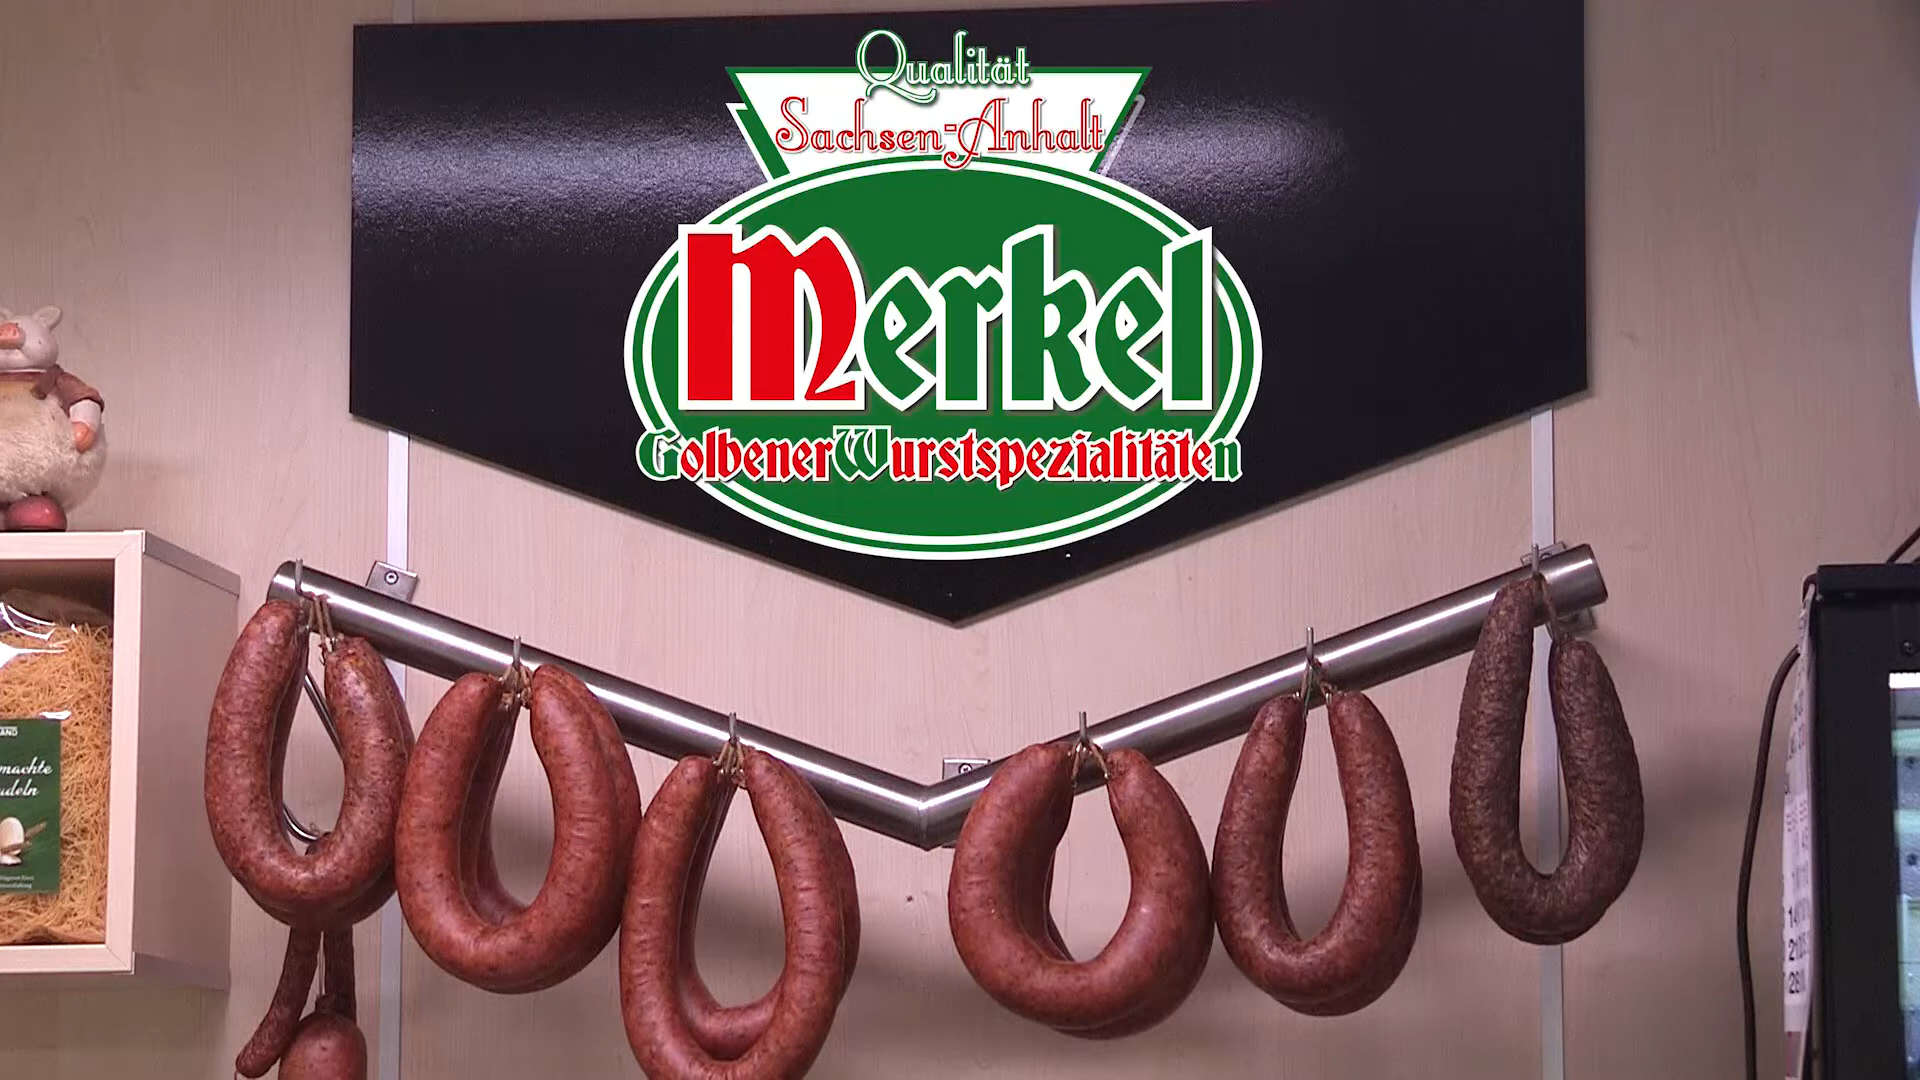 Qualität
Sachsen-Anhalt
Merkel
Golbener Wurstspezialitäten